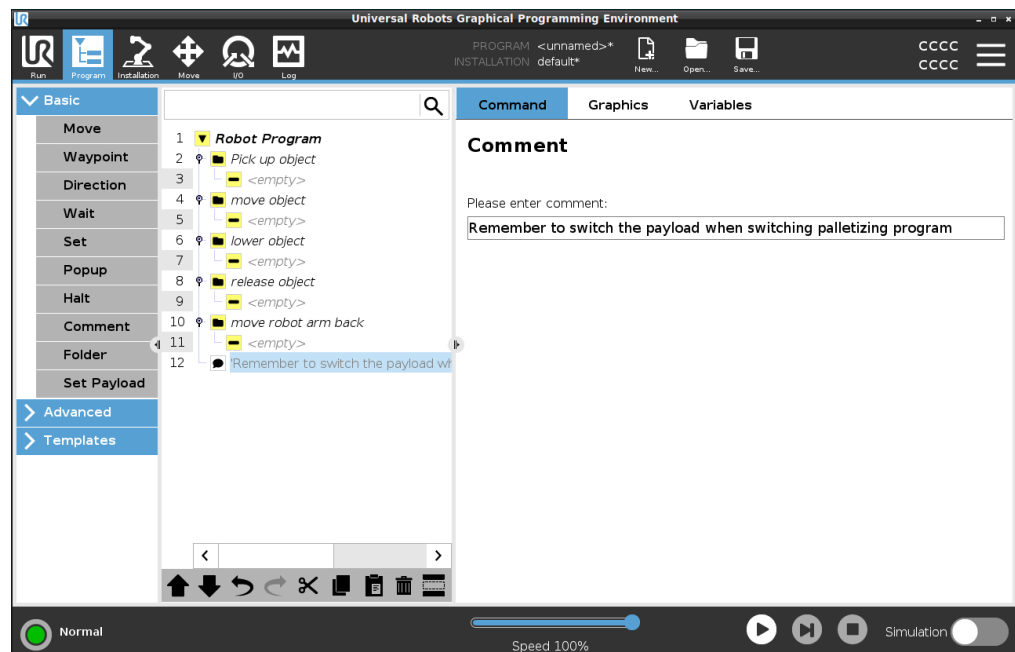 Universal Robots Graphical Programming Environment
UR
Run
Program
Installation
Move
I/O
Log
PROGRAM <unnamed>*
INSTALLATION default*
New...
Open...
Save...
CCCC
CCCC
Basic
Move
Waypoint
Direction
Wait
Set
Popup
Halt
Comment
Folder
Set Payload
Advanced
Templates
1 Robot Program
2 Pick up object
3 <empty>
4 move object
5 <empty>
6 lower object
7 <empty>
8 release object
9 <empty>
10 move robot arm back
11 <empty>
12 'Remember to switch the payload wh
Command Graphics Variables
Comment
Please enter comment:
Remember to switch the payload when switching palletizing program
Normal
Speed 100%
Simulation